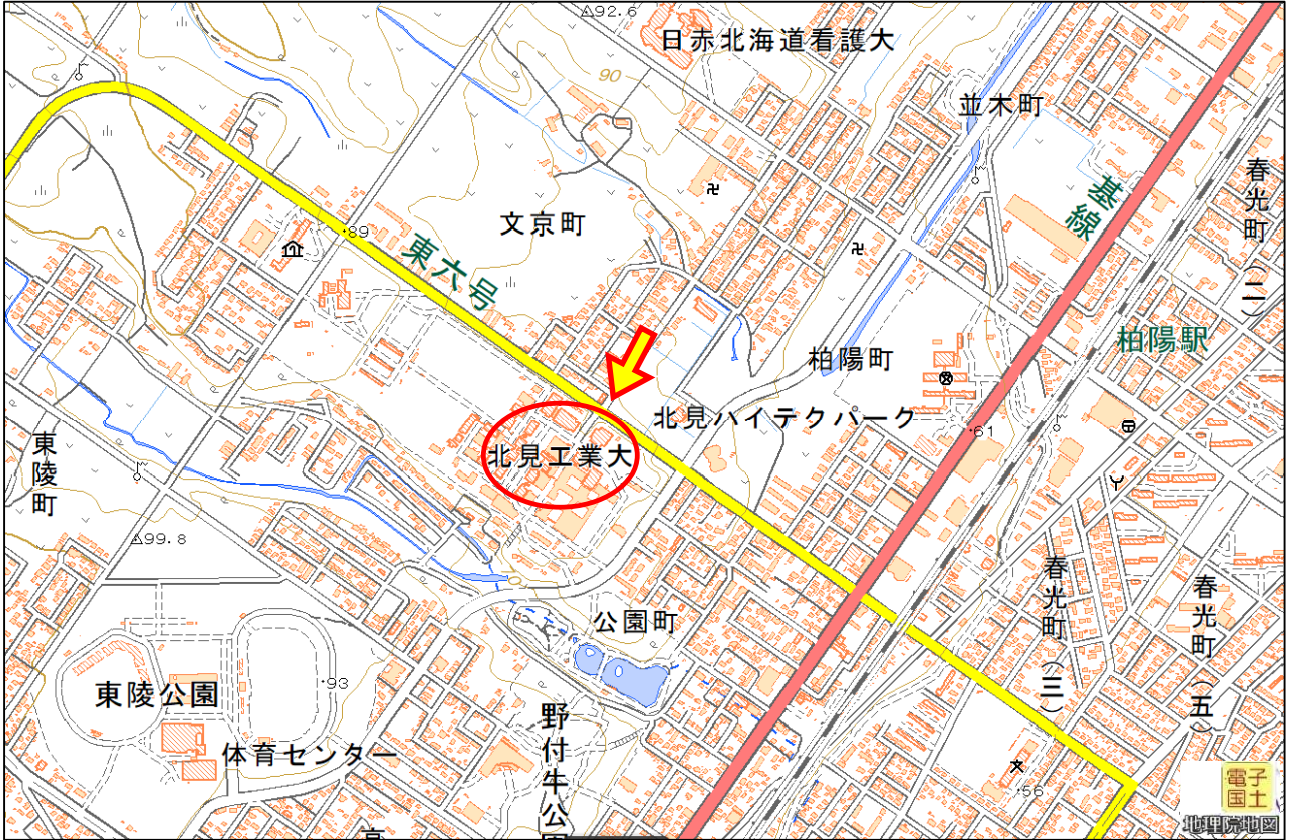 92.6
日赤北海道看護大
90
並木町
基線
春光町(二)
文京町
89
東六号
柏陽駅
柏陽町
北見ハイテクパーク
61
北見工業大
東陵町
99.8
春光町(三)
春光町(五)
公園町
東陵公園
93
体育センター
野付牛公園
56
高
電子
国土
地理院地図